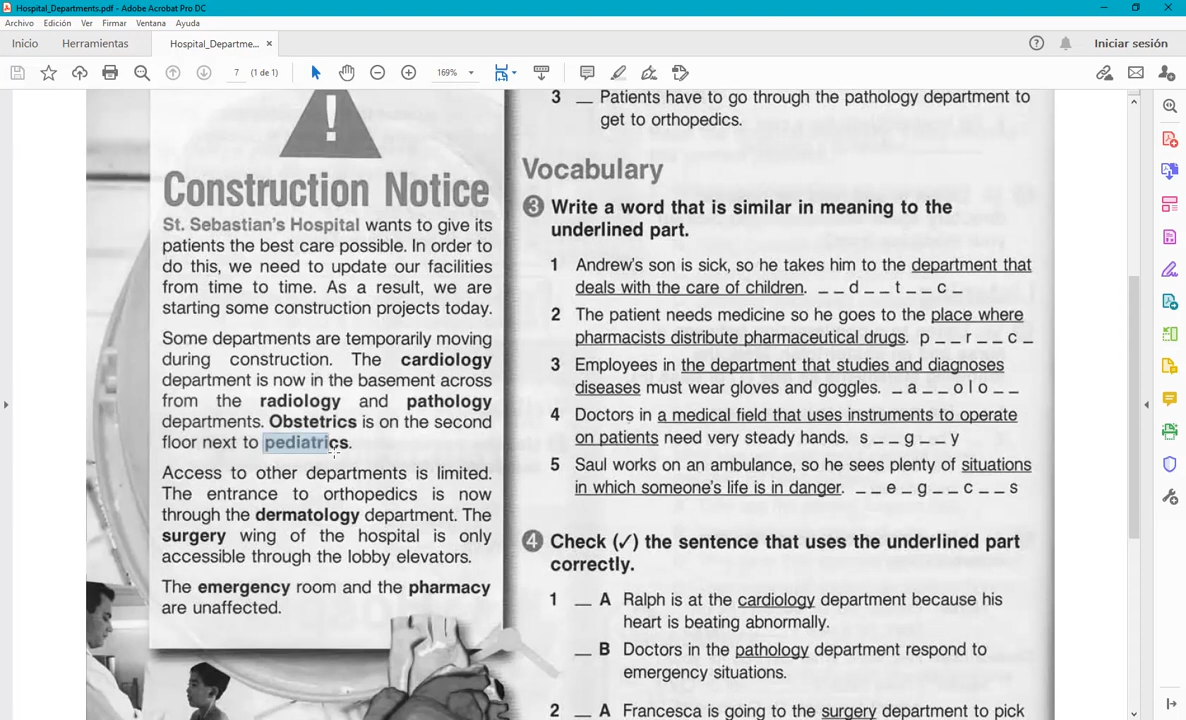 Hospital_Departments.pdf - Adobe Acrobat Pro DC
Archivo Edición Ver Firmar Ventana Ayuda
Inicio Herramientas Hospital_Departme... × Iniciar sesión
7 (1 de 1) 169%
!
Construction Notice
St. Sebastian's Hospital wants to give its
patients the best care possible. In order to
do this, we need to update our facilities
from time to time. As a result, we are
starting some construction projects today.
Some departments are temporarily moving
during construction. The cardiology
department is now in the basement across
from the radiology and pathology
departments. Obstetrics is on the second
floor next to pediatrics.
Access to other departments is limited.
The entrance to orthopedics is now
through the dermatology department. The
surgery wing of the hospital is only
accessible through the lobby elevators.
The emergency room and the pharmacy
are unaffected.
3 __ Patients have to go through the pathology department to
get to orthopedics.
Vocabulary
3 Write a word that is similar in meaning to the
underlined part.
1 Andrew's son is sick, so he takes him to the department that
deals with the care of children. _ _ d _ _ t _ _ c _
2 The patient needs medicine so he goes to the place where
pharmacists distribute pharmaceutical drugs. p _ _ r _ _ c _
3 Employees in the department that studies and diagnoses
diseases must wear gloves and goggles. _ a _ _ o l o _ _
4 Doctors in a medical field that uses instruments to operate
on patients need very steady hands. s _ _ g _ _ y
5 Saul works on an ambulance, so he sees plenty of situations
in which someone's life is in danger. _ _ e _ g _ _ c _ _ s
4 Check (✓) the sentence that uses the underlined part
correctly.
1 __ A Ralph is at the cardiology department because his
heart is beating abnormally.
__ B Doctors in the pathology department respond to
emergency situations.
2 __ A Francesca is going to the surgery department to pick